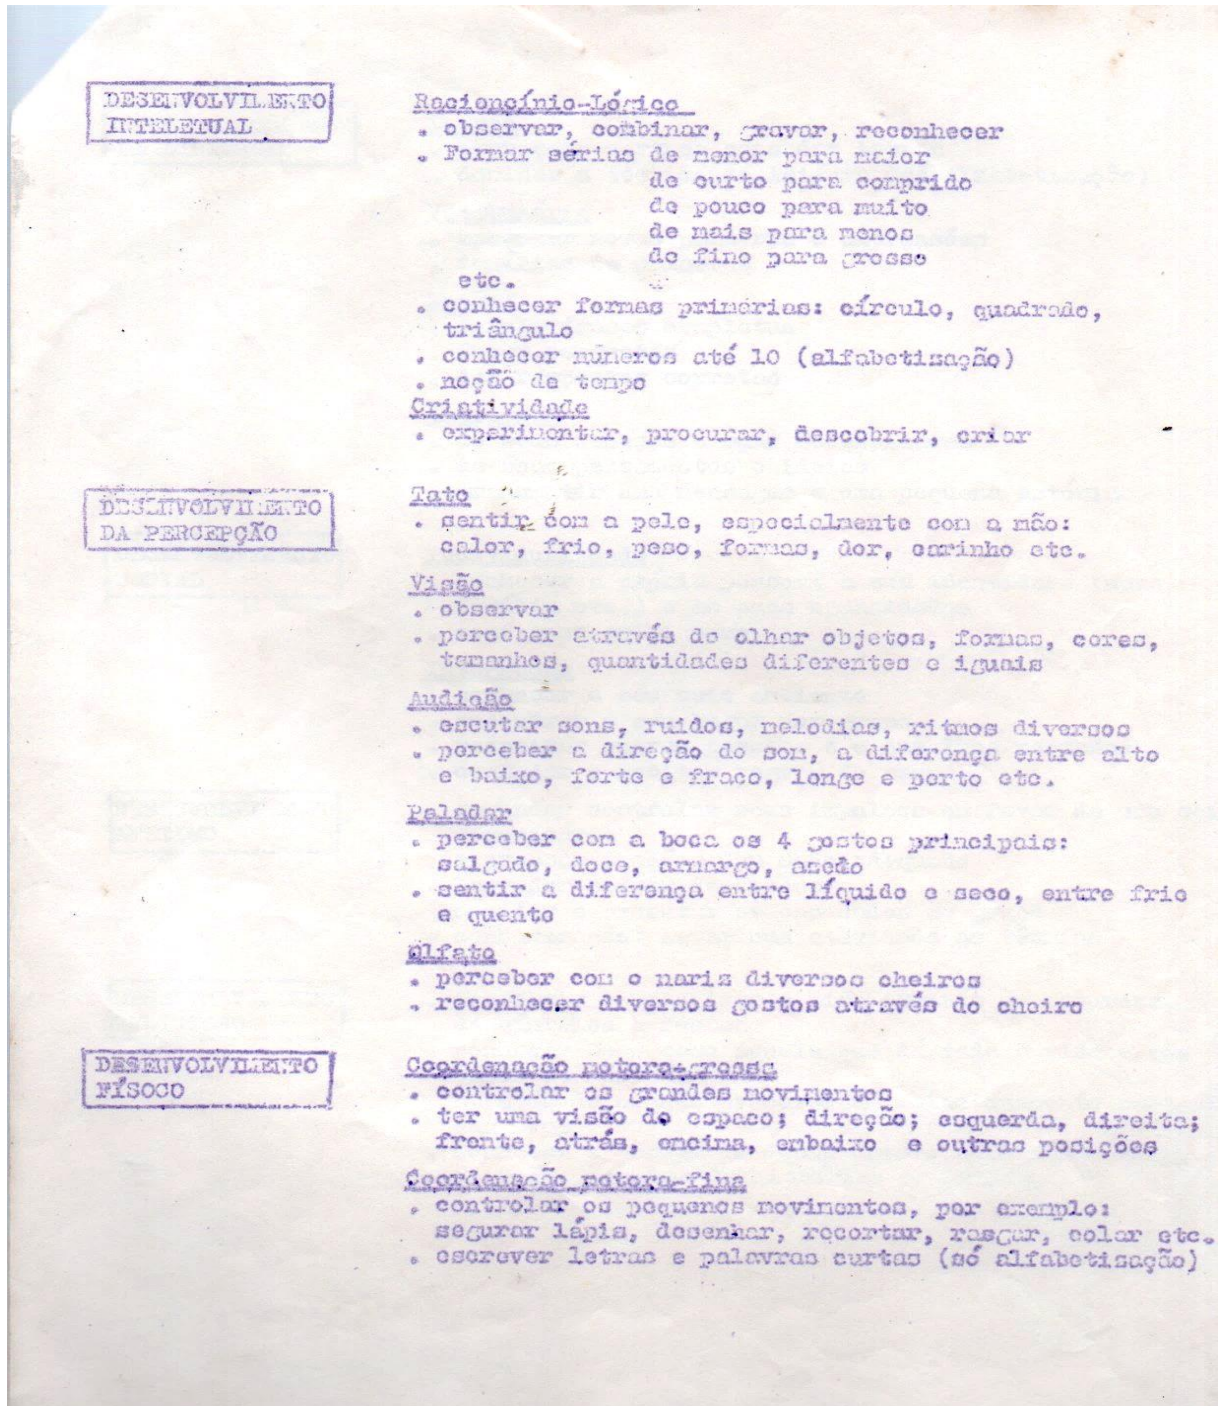 DESENVOLVIMENTO
INTELETUAL
Racioncínio-Lógico
. observar, combinar, gravar, reconhecer
. Formar sérias de menor para maior
de curto para comprido
de pouco para muito
de mais para menos
de fino para grosso
etc.
. conhecer formas primárias: círculo, quadrado,
triângulo
. conhecer números até 10 (alfabetisação)
. noção de tempo
Criatividade
. experimentar, procurar, descobrir, criar
DESENVOLVIMENTO
DA PERCEPÇÃO
Tato
. sentir com a pele, especialmente com a mão:
calor, frio, peso, formas, dor, carinho etc.
Visão
. observar
. perceber através do olhar objetos, formas, cores,
tamanhos, quantidades diferentes e iguais
Audição
. escutar sons, ruidos, melodias, ritmos diversos
. perceber a direção do som, a diferença entre alto
e baixo, forte e fraco, longe e perto etc.
Paladar
. perceber com a boca os 4 gostos principais:
salgado, doce, armargo, azedo
. sentir a diferença entre líquido e seco, entre frio
e quente
Olfato
. perceber com o naris diversos cheiros
. reconhecer diversos gostos através do cheiro
DESENVOLVIMENTO
FÍSOCO
Coordenação motora-grossa
. controlar os grandes movimentos
. ter uma visão do espaco; direção; esquerda, direita;
frente, atrás, encima, embaixo e outras posições
Coordenação motora-fina
. controlar os pequenos movimentos, por exemplo:
segurar lápis, desenhar, recortar, rasgar, colar etc.
. escrever letras e palavras curtas (só alfabetisação)